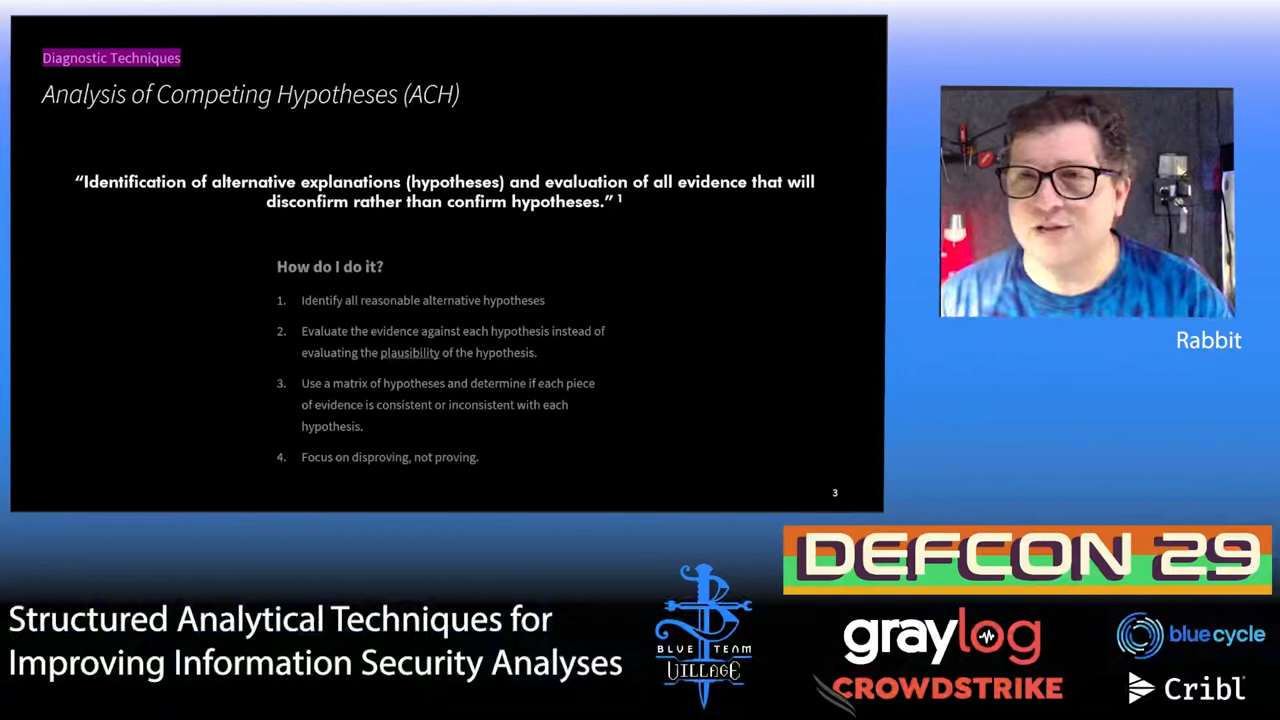 Diagnostic Techniques
Analysis of Competing Hypotheses (ACH)
“Identification of alternative explanations (hypotheses) and evaluation of all evidence that will
disconfirm rather than confirm hypotheses.” 1
How do I do it?
1. Identify all reasonable alternative hypotheses
2. Evaluate the evidence against each hypothesis instead of
evaluating the plausibility of the hypothesis.
3. Use a matrix of hypotheses and determine if each piece
of evidence is consistent or inconsistent with each
hypothesis.
4. Focus on disproving, not proving.
3
Rabbit
Structured Analytical Techniques for
Improving Information Security Analyses
BLUE TEAM
VILLAGE
DEFCON 29
graylog
blue cycle
CROWDSTRIKE
Cribl